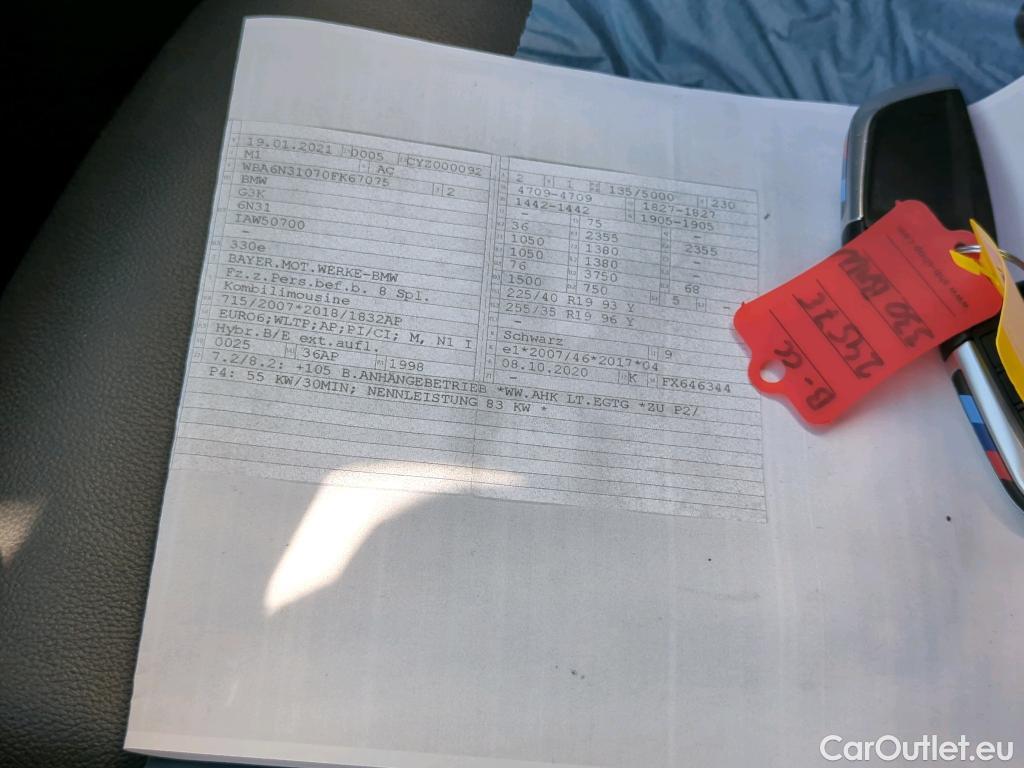 19.01.2021 0005 CYZ000092
M1 AC
WBA6N31070FK67075 2
BMW
G3K
6N31
IAW50700
-
330e
BAYER.MOT.WERKE-BMW
Fz.z.Pers.bef.b. 8 Spl.
Kombilimousine
715/2007*2018/1832AP
EURO6;WLTP;AP;PI/CI; M, N1 I
Hybr.B/E ext.aufl.
0025 36AP 1998
2 1 135/5000 230
4709-4709 1827-1827
1442-1442 1905-1905
- 75 -
36 2355 2355
1050 1380 -
1050 1380
76 3750 68
1500 750 5 -
225/40 R19 93 Y
255/35 R19 96 Y
-
Schwarz 9
e1*2007/46*2017*04
08.10.2020 K FX646344
-
7.2/8.2: +105 B.ANHÄNGEBETRIEB *WW.AHK LT.EGTG *ZU P2/
P4: 55 KW/30MIN; NENNLEISTUNG 83 KW *
330 BMW
B-CC
CarOutlet.eu